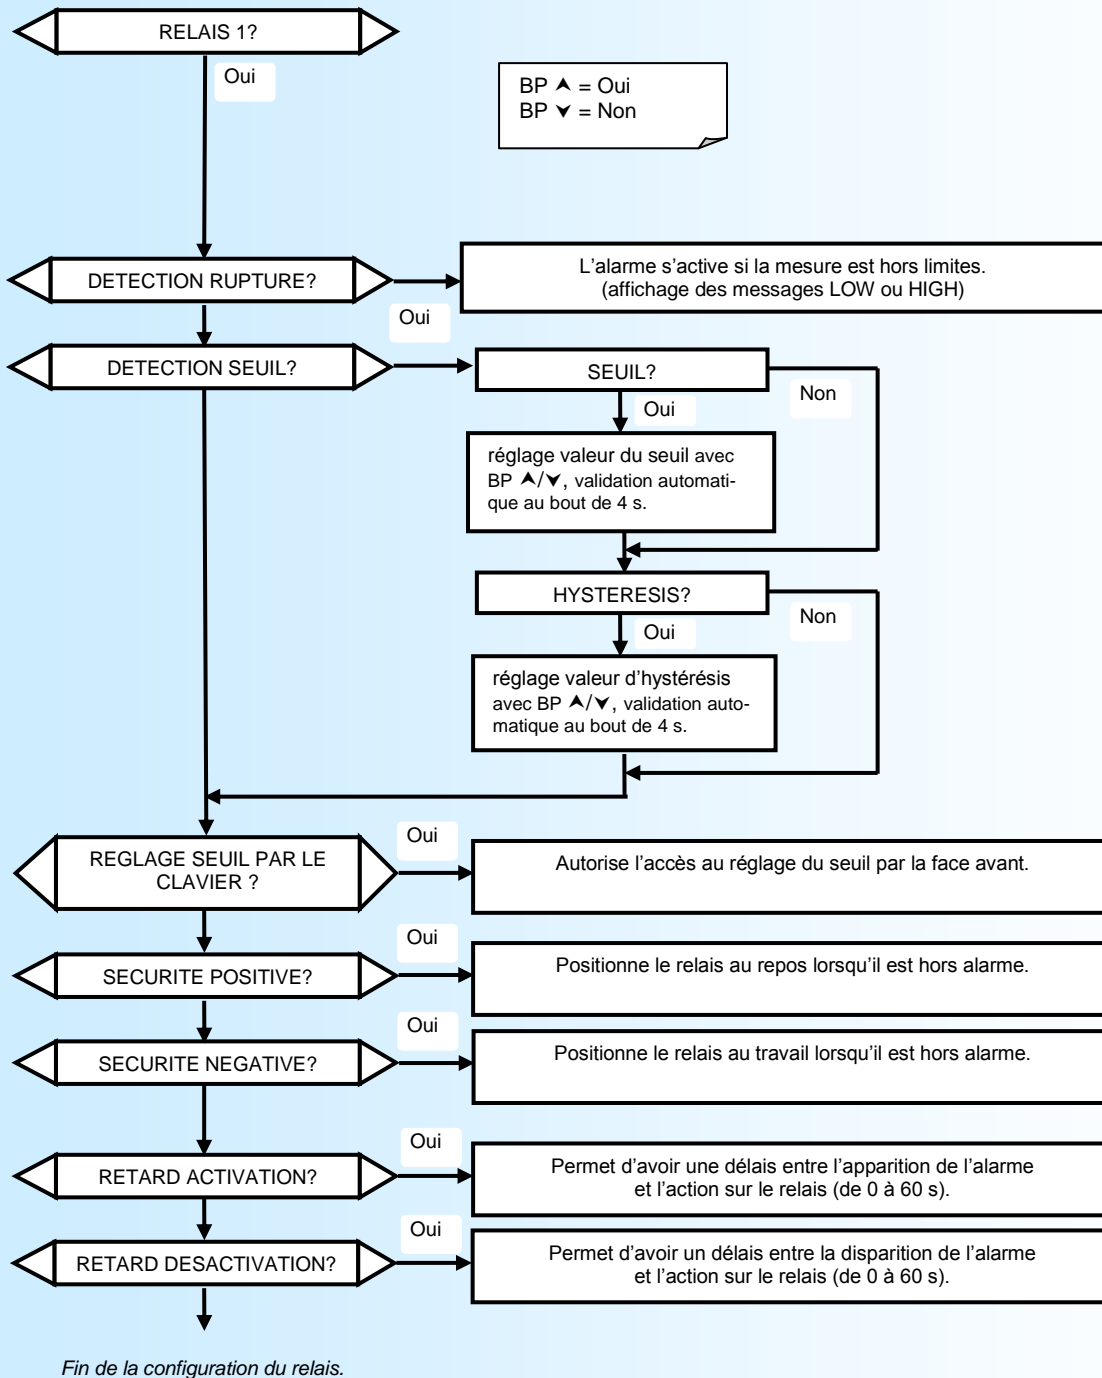 RELAIS 1?
Oui
BP ⮝ = Oui
BP ⮟ = Non
DETECTION RUPTURE?
L'alarme s'active si la mesure est hors limites.
(affichage des messages LOW ou HIGH)
Oui
DETECTION SEUIL?
SEUIL?
Non
Oui
réglage valeur du seuil avec
BP ⮝/⮟, validation automati-
que au bout de 4 s.
HYSTERESIS?
Non
Oui
réglage valeur d'hystérésis
avec BP ⮝/⮟, validation auto-
matique au bout de 4 s.
Oui
REGLAGE SEUIL PAR LE
CLAVIER ?
Autorise l'accès au réglage du seuil par la face avant.
Oui
SECURITE POSITIVE?
Positionne le relais au repos lorsqu'il est hors alarme.
Oui
SECURITE NEGATIVE?
Positionne le relais au travail lorsqu'il est hors alarme.
Oui
RETARD ACTIVATION?
Permet d'avoir une délais entre l'apparition de l'alarme
et l'action sur le relais (de 0 à 60 s).
Oui
RETARD DESACTIVATION?
Permet d'avoir un délais entre la disparition de l'alarme
et l'action sur le relais (de 0 à 60 s).
Fin de la configuration du relais.